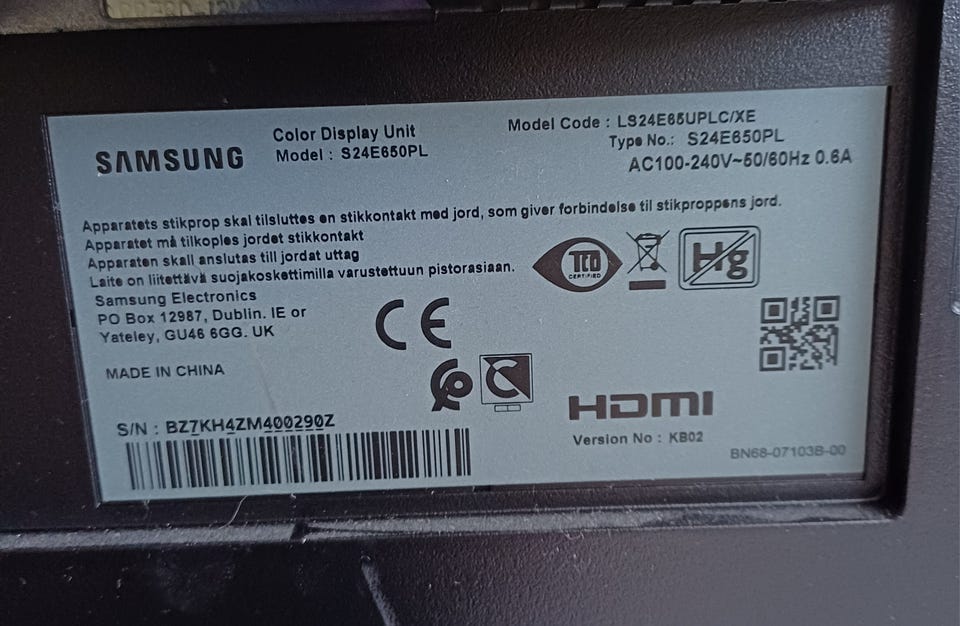 SAMSUNG
Color Display Unit
Model : S24E650PL
Model Code : LS24E65UPLC/XE
Type No.: S24E650PL
AC100-240V~50/60Hz 0.6A
Apparatets stikprop skal tilsluttes en stikkontakt med jord, som giver forbindelse til stikproppens jord.
Apparatet må tilkoples jordet stikkontakt
Apparaten skall anslutas till jordat uttag
Laite on liitettävä suojakoskettimilla varustettuun pistorasiaan.
Samsung Electronics
PO Box 12987, Dublin. IE or
Yateley, GU46 6GG. UK
TCO
CERTIFIED
Hg
CE
MADE IN CHINA
C
HDMI
Version No : KB02
S/N : BZ7KH4ZM400290Z
BN68-07103B-00